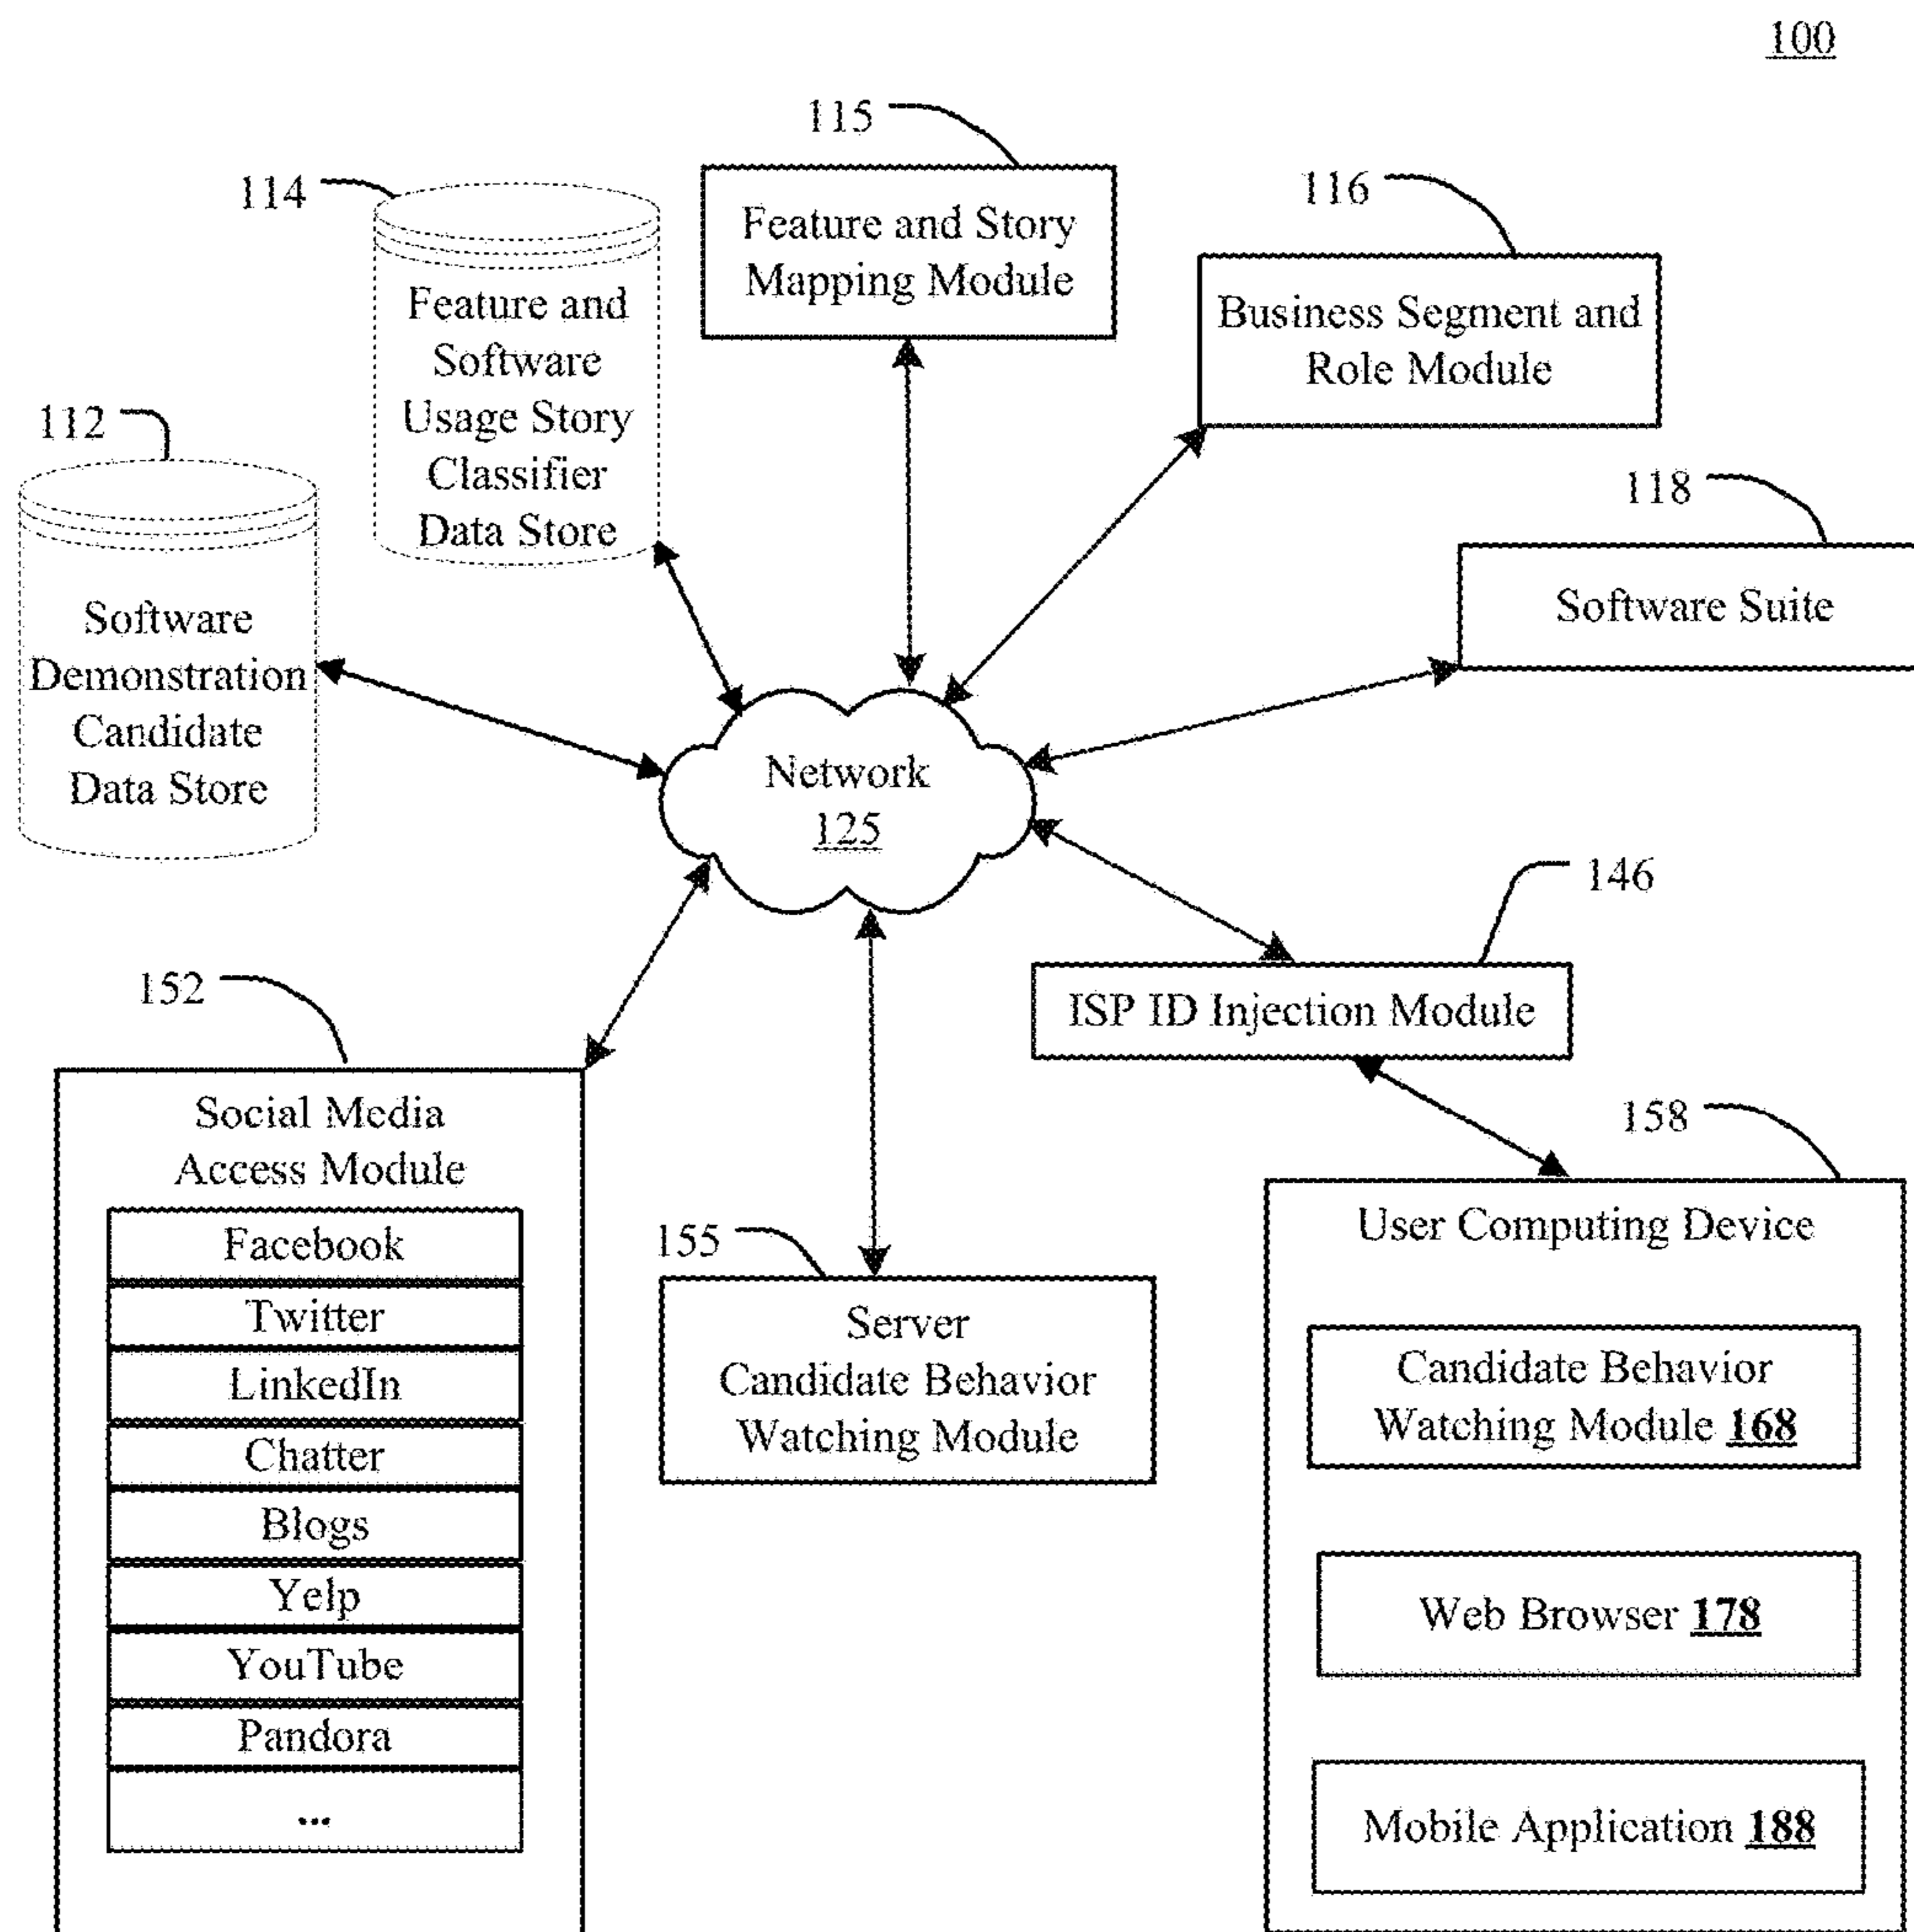 100
115
114
116
Feature and Story
Mapping Module
Feature and
Software
Usage Story
Classifier
Data Store
Business Segment and
Role Module
112
118
Software
Demonstration
Candidate
Data Store
Software Suite
Network
125
146
152
ISP ID Injection Module
158
Social Media
Access Module
Facebook
Twitter
LinkedIn
Chatter
Blogs
Yelp
YouTube
Pandora
...
155
Server
Candidate Behavior
Watching Module
User Computing Device
Candidate Behavior
Watching Module 168
Web Browser 178
Mobile Application 188